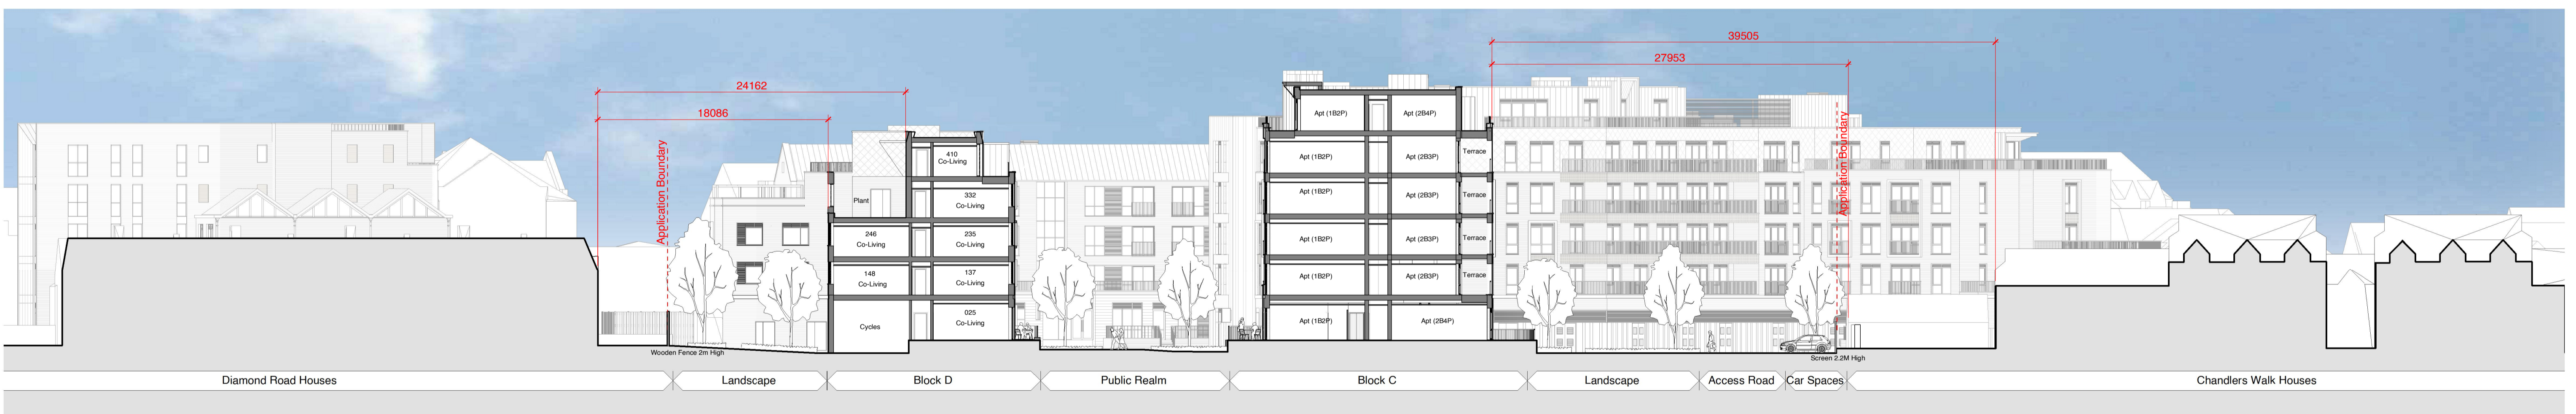 39505
27953
24162
18086
Application Boundary
Application Boundary
410
Co-Living
Plant
332
Co-Living
246
Co-Living
235
Co-Living
148
Co-Living
137
Co-Living
Cycles
025
Co-Living
Apt (1B2P)
Apt (2B4P)
Apt (1B2P)
Apt (2B3P)
Terrace
Apt (1B2P)
Apt (2B3P)
Terrace
Apt (1B2P)
Apt (2B3P)
Terrace
Apt (1B2P)
Apt (2B3P)
Terrace
Apt (1B2P)
Apt (2B4P)
Wooden Fence 2m High
Screen 2.2M High
Diamond Road Houses
Landscape
Block D
Public Realm
Block C
Landscape
Access Road
Car Spaces
Chandlers Walk Houses